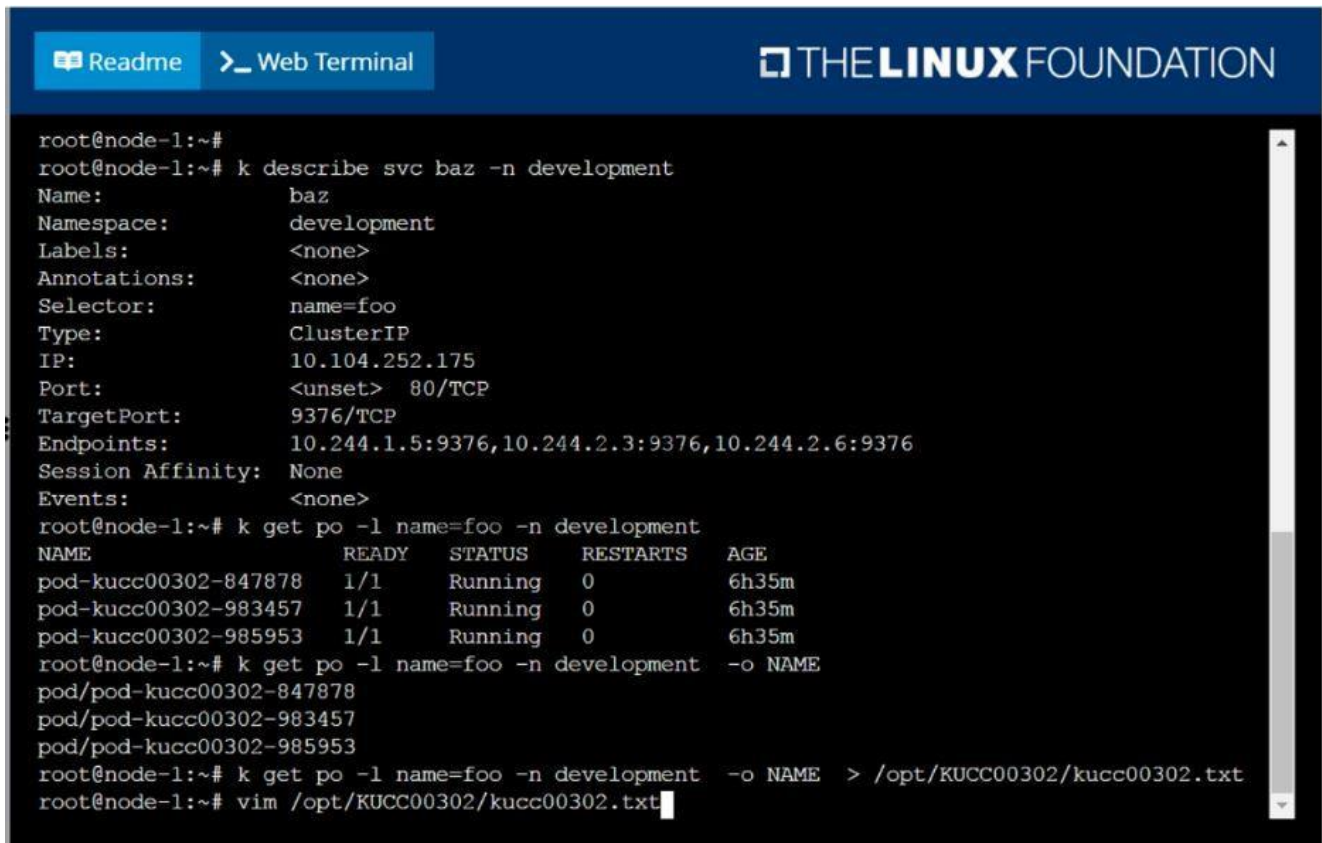 Readme >_ Web Terminal THE LINUX FOUNDATION
root@node-1:~#
root@node-1:~# k describe svc baz -n development
Name: baz
Namespace: development
Labels: <none>
Annotations: <none>
Selector: name=foo
Type: ClusterIP
IP: 10.104.252.175
Port: <unset> 80/TCP
TargetPort: 9376/TCP
Endpoints: 10.244.1.5:9376,10.244.2.3:9376,10.244.2.6:9376
Session Affinity: None
Events: <none>
root@node-1:~# k get po -l name=foo -n development
NAME READY STATUS RESTARTS AGE
pod-kucc00302-847878 1/1 Running 0 6h35m
pod-kucc00302-983457 1/1 Running 0 6h35m
pod-kucc00302-985953 1/1 Running 0 6h35m
root@node-1:~# k get po -l name=foo -n development -o NAME
pod/pod-kucc00302-847878
pod/pod-kucc00302-983457
pod/pod-kucc00302-985953
root@node-1:~# k get po -l name=foo -n development -o NAME > /opt/KUCC00302/kucc00302.txt
root@node-1:~# vim /opt/KUCC00302/kucc00302.txt